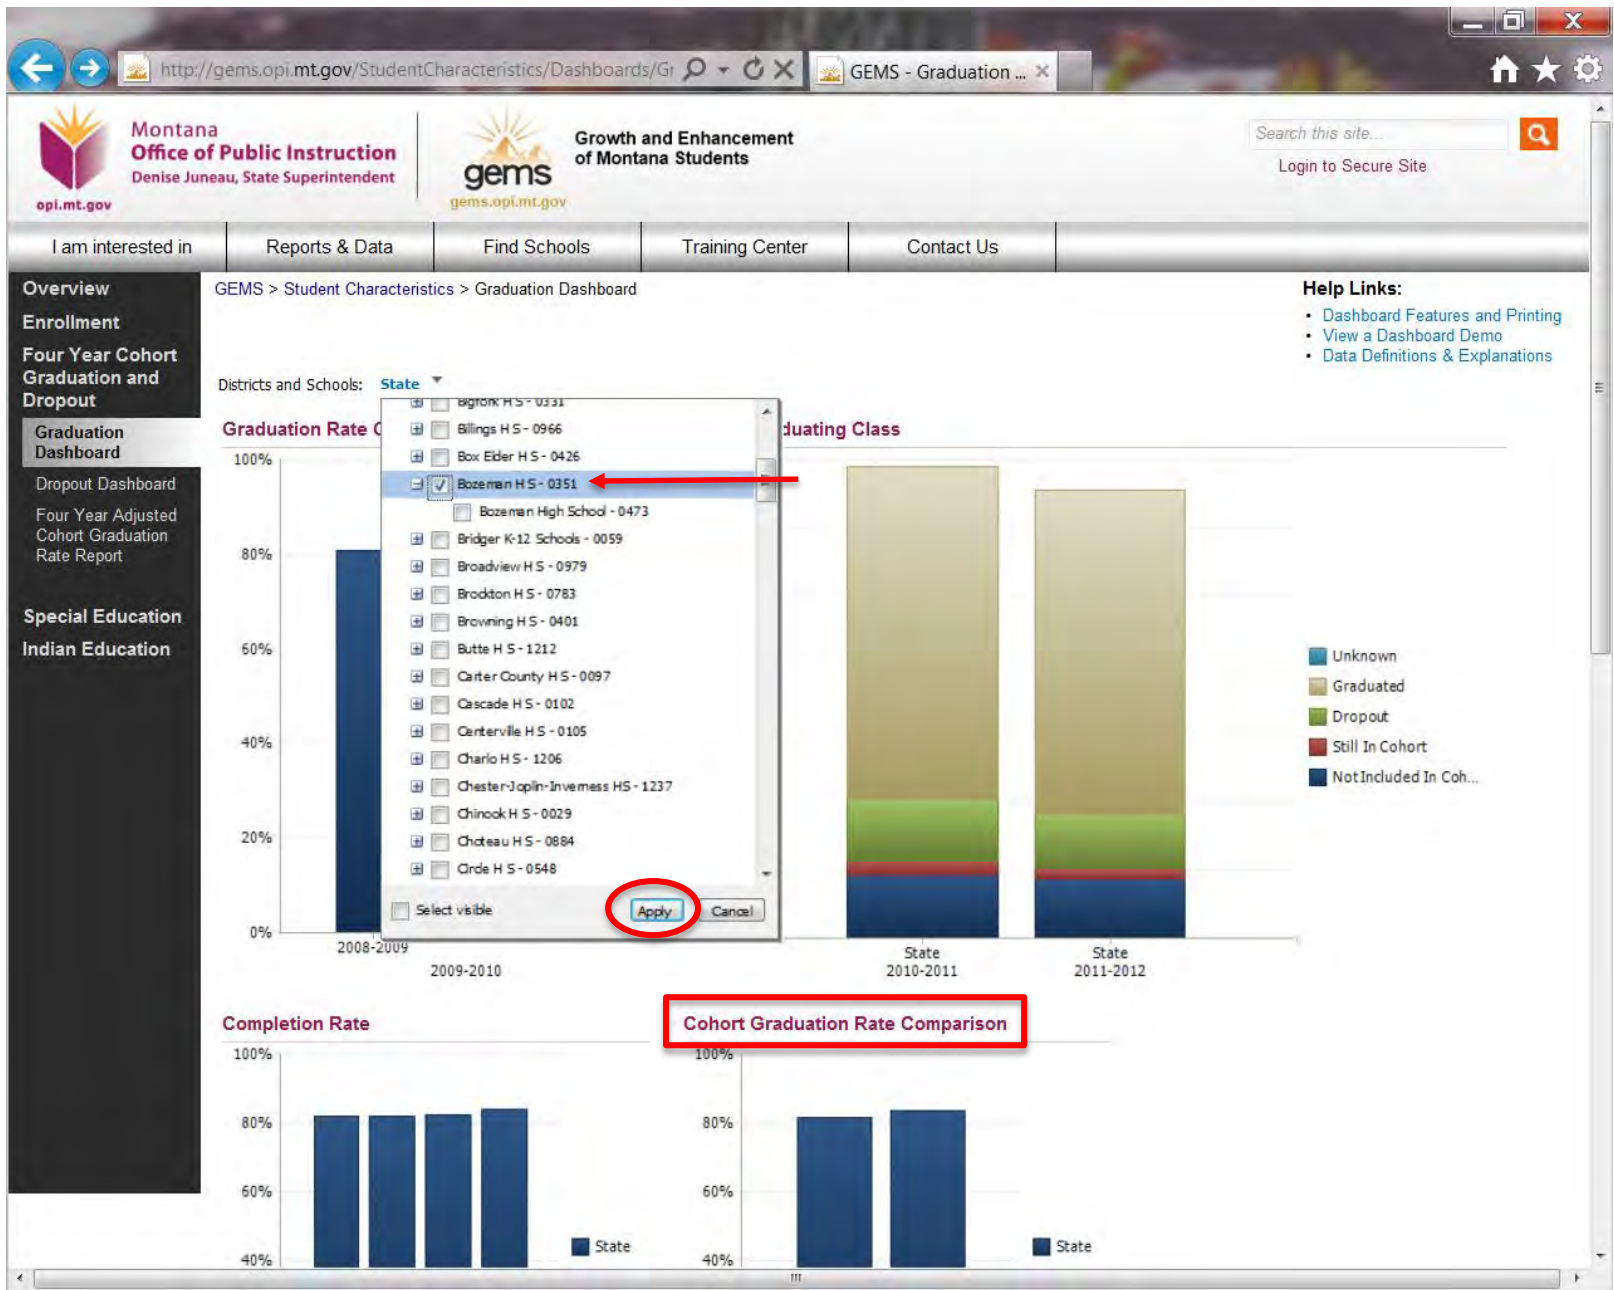 http://gems.opi.mt.gov/StudentCharacteristics/Dashboards/Gr
GEMS - Graduation ...
Montana
Office of Public Instruction
Denise Juneau, State Superintendent
opi.mt.gov
gems
gems.opi.mt.gov
Growth and Enhancement
of Montana Students
Search this site...
Login to Secure Site
I am interested in
Reports & Data
Find Schools
Training Center
Contact Us
Overview
Enrollment
Four Year Cohort
Graduation and
Dropout
Graduation
Dashboard
Dropout Dashboard
Four Year Adjusted
Cohort Graduation
Rate Report
Special Education
Indian Education
GEMS > Student Characteristics > Graduation Dashboard
Help Links:
• Dashboard Features and Printing
• View a Dashboard Demo
• Data Definitions & Explanations
Districts and Schools: State
Graduation Rate
Graduating Class
Bigfork H S - 0331
Billings H S - 0966
Box Elder H S - 0426
Bozeman H S - 0351
Bozeman High School - 0473
Bridger K-12 Schools - 0059
Broadview H S - 0979
Brockton H S - 0783
Browning H S - 0401
Butte H S - 1212
Carter County H S - 0097
Cascade H S - 0102
Centerville H S - 0105
Charlo H S - 1206
Chester-Joplin-Inverness HS - 1237
Chinook H S - 0029
Choteau H S - 0884
Circle H S - 0548
Select visible
Apply
Cancel
100%
80%
60%
40%
20%
0%
2008-2009
2009-2010
State
2010-2011
State
2011-2012
Unknown
Graduated
Dropout
Still In Cohort
Not Included In Coh...
Completion Rate
100%
80%
60%
40%
State
Cohort Graduation Rate Comparison
100%
80%
60%
40%
State